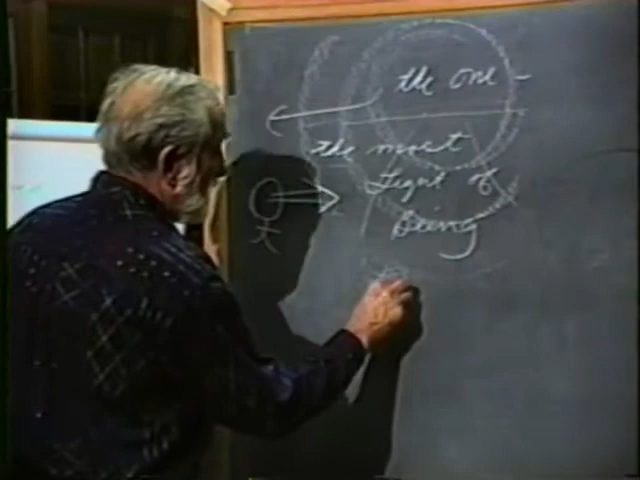 the one -
the most
Light of
Being